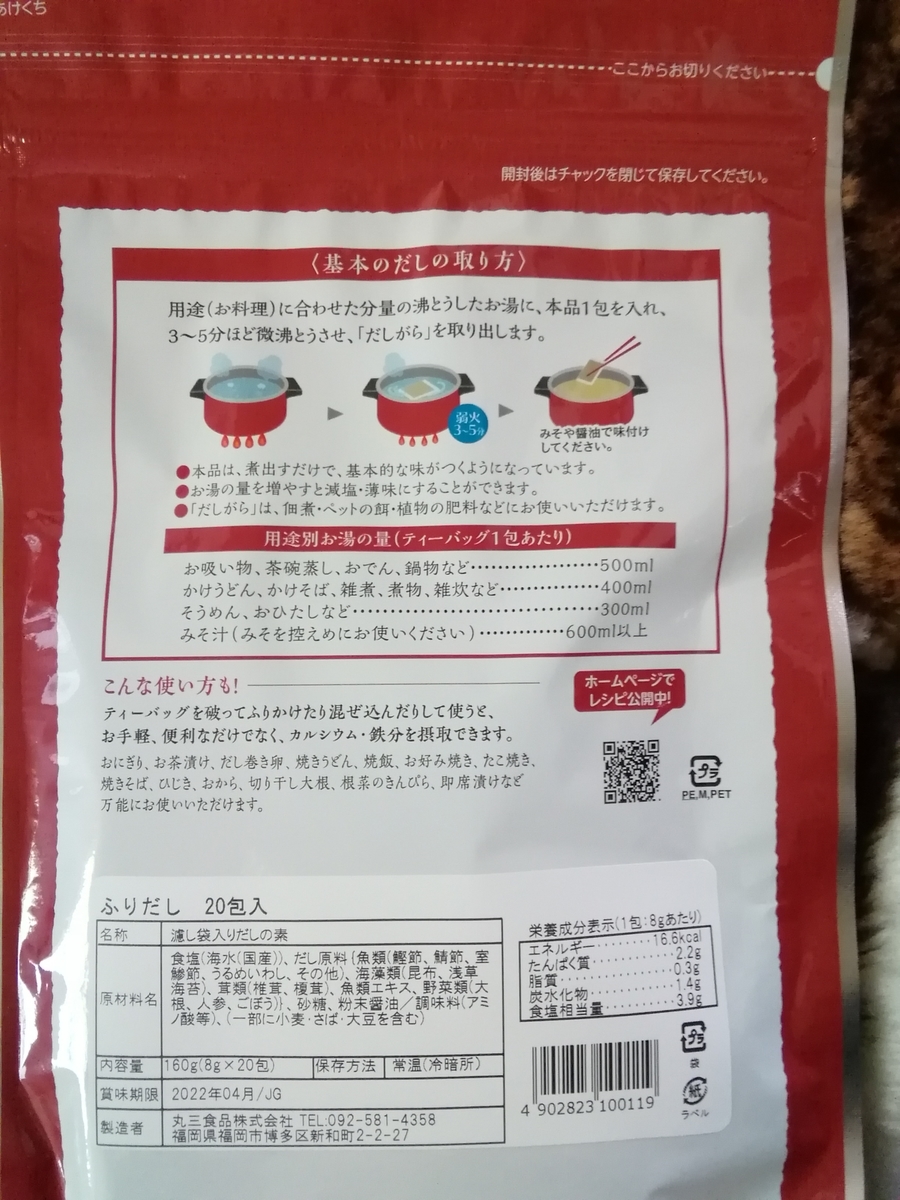 あけくち
ここからお切りください
開封後はチャックを閉じて保存してください。
〈基本のだしの取り方〉
用途(お料理)に合わせた分量の沸とうしたお湯に、本品1包を入れ、
3〜5分ほど微沸とうさせ、「だしがら」を取り出します。
弱火
3〜5分
みそや醤油で味付け
してください。
●本品は、煮出すだけで、基本的な味がつくようになっています。
●お湯の量を増やすと減塩・薄味にすることができます。
●「だしがら」は、佃煮・ペットの餌・植物の肥料などにお使いいただけます。
用途別お湯の量(ティーバッグ1包あたり)
お吸い物、茶碗蒸し、おでん、鍋物など・・・・・・・・・・・・・・・・・・・500ml
かけうどん、かけそば、雑煮、煮物、雑炊など・・・・・・・・・・・・・・・400ml
そうめん、おひたしなど・・・・・・・・・・・・・・・・・・・・・・・・・・・・・・・・・・300ml
みそ汁(みそを控えめにお使いください)・・・・・・・・・・・・・600ml以上
こんな使い方も!
ティーバッグを破ってふりかけたり混ぜ込んだりして使うと、
お手軽、便利なだけでなく、カルシウム・鉄分を摂取できます。
おにぎり、お茶漬け、だし巻き卵、焼きうどん、焼飯、お好み焼き、たこ焼き、
焼きそば、ひじき、おから、切り干し大根、根菜のきんぴら、即席漬けなど
万能にお使いいただけます。
ホームページで
レシピ公開中!
プラ
PE,M,PET
ふりだし 20包入
名称 濾し袋入りだしの素
原材料名 食塩(海水(国産))、だし原料{魚類(鰹節、鯖節、室
鯵節、うるめいわし、その他)、海藻類(昆布、浅草
海苔)、茸類(椎茸、榎茸)、魚類エキス、野菜類(大
根、人参、ごぼう)}、砂糖、粉末醤油/調味料(アミ
ノ酸等)、(一部に小麦・さば・大豆を含む)
内容量 160g(8g×20包) 保存方法 常温(冷暗所)
賞味期限 2022年04月/JG
製造者 丸三食品株式会社 TEL:092-581-4358
福岡県福岡市博多区新和町2-2-27
栄養成分表示(1包:8gあたり)
エネルギー・・・・・・・・16.6kcal
たんぱく質・・・・・・・・・・・・・2.2g
脂質・・・・・・・・・・・・・・・・・・・0.3g
炭水化物・・・・・・・・・・・・・・・1.4g
食塩相当量・・・・・・・・・・・・・3.9g
プラ
袋
紙
ラベル
4 902823 100119